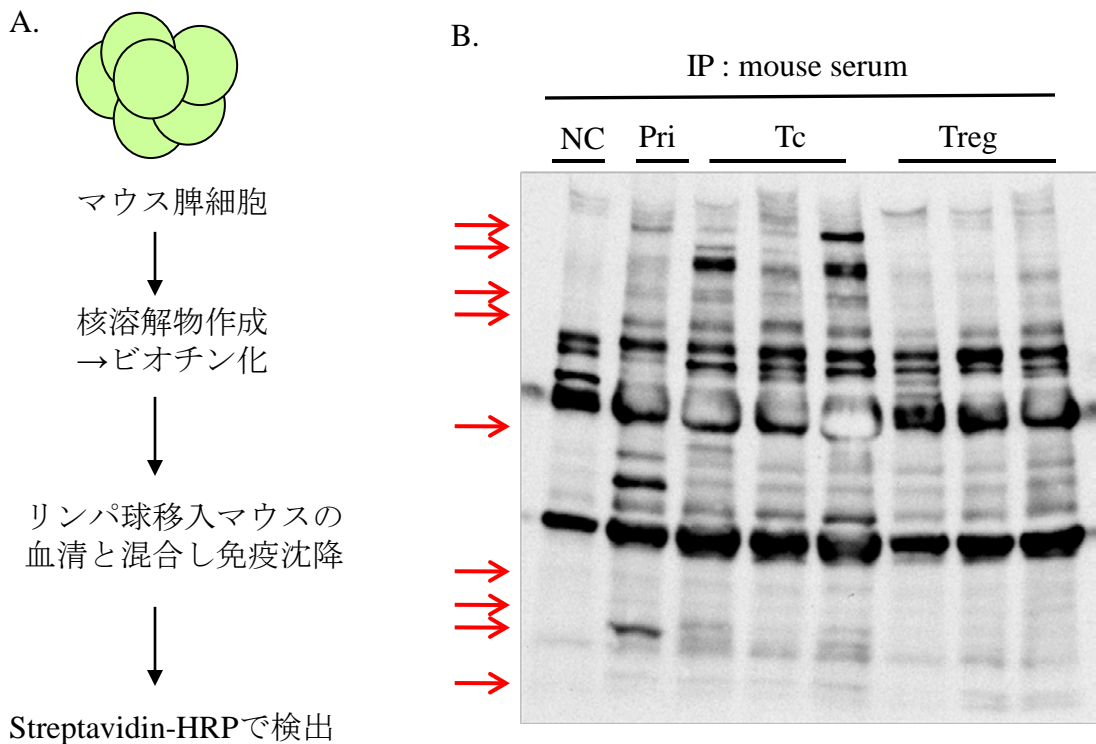 A.
マウス脾細胞
核溶解物作成
→ビオチン化
リンパ球移入マウスの
血清と混合し免疫沈降
Streptavidin-HRPで検出
B.
IP : mouse serum
NC Pri Tc Treg